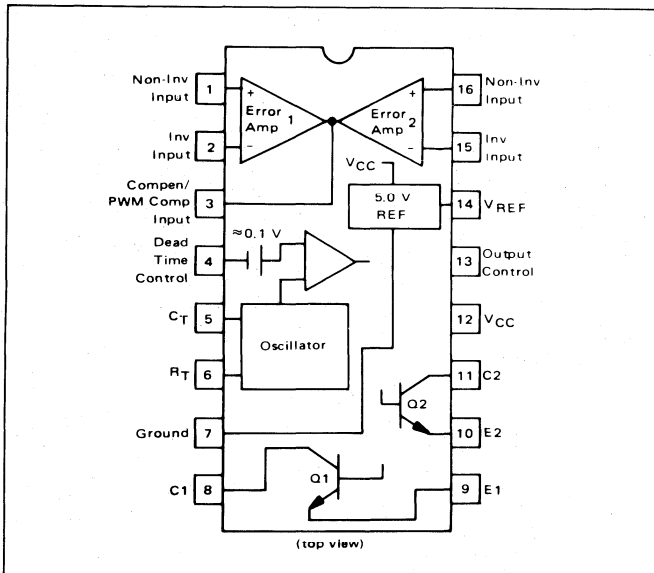 Non-Inv
Input
1
+
Error
Amp 1
2
Inv
Input
-
Compen/
PWM Comp
Input
3
Dead
Time
Control
4
≈0.1 V
CT
5
Oscillator
RT
6
Ground
7
C1
8
Q1
16
Non-Inv
Input
+
Error
Amp 2
15
Inv
Input
-
VCC
5.0 V
REF
14
VREF
13
Output
Control
12
VCC
11
C2
Q2
10
E2
9
E1
(top view)